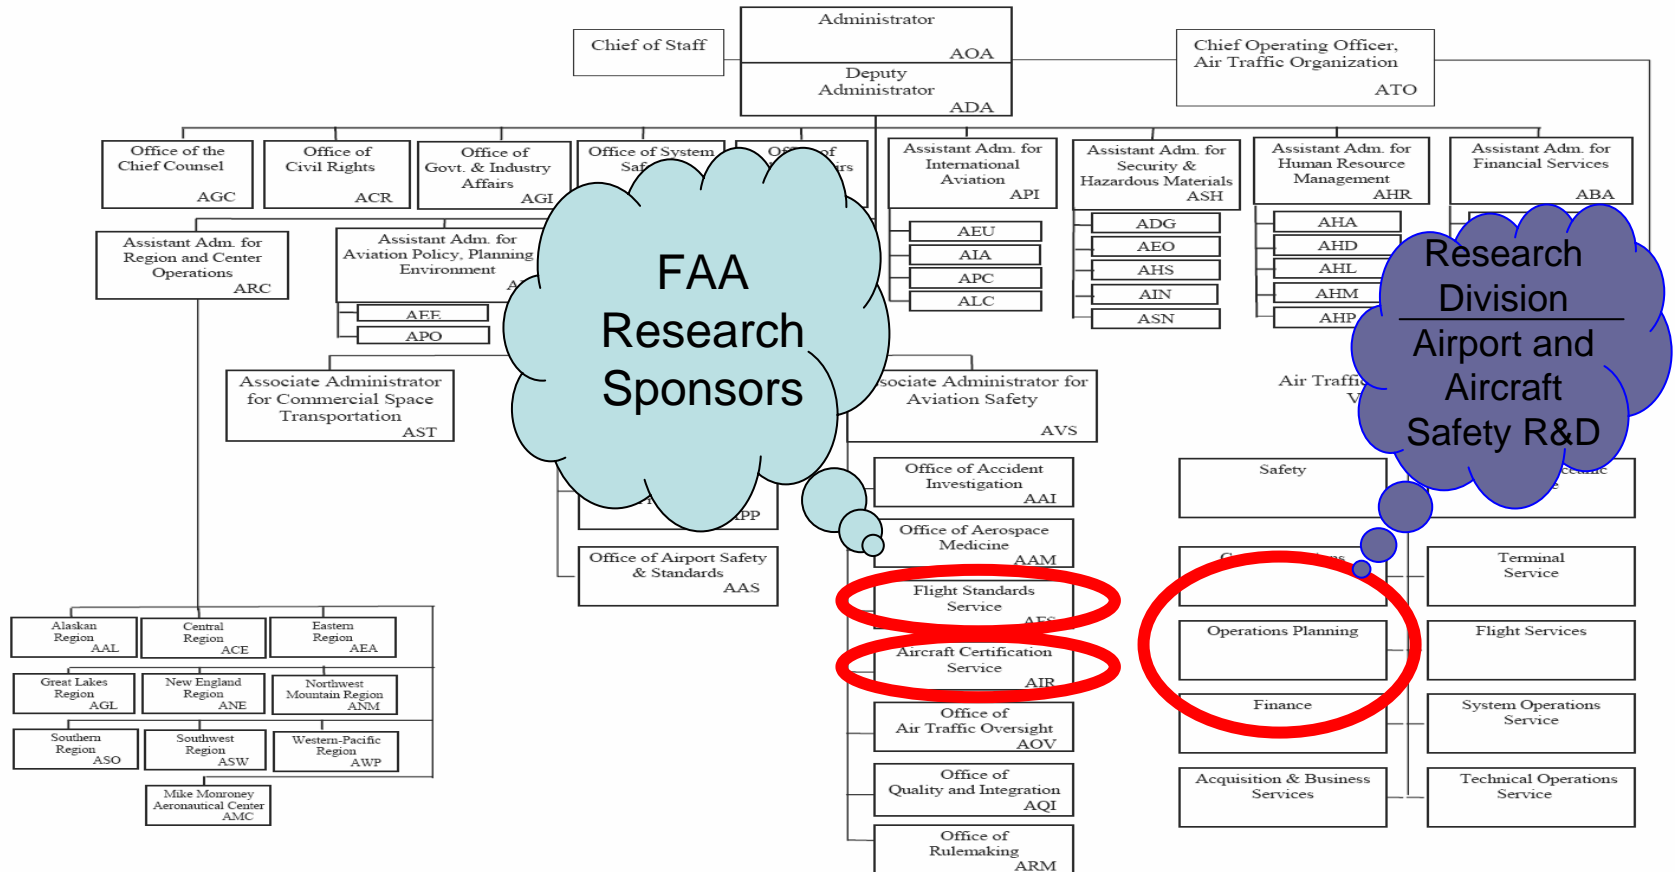 Administrator
AOA
Chief of Staff
Deputy
Administrator
ADA
Chief Operating Officer,
Air Traffic Organization
ATO
Office of the
Chief Counsel
AGC
Office of
Civil Rights
ACR
Office of
Govt. & Industry
Affairs
AGI
Office of System
Assistant Adm. for
International
Aviation
API
AEU
AIA
APC
ALC
Assistant Adm. for
Security &
Hazardous Materials
ASH
ADG
AEO
AHS
AIN
ASN
Assistant Adm. for
Human Resource
Management
AHR
AHA
AHD
AHL
AHM
AHP
Assistant Adm. for
Financial Services
ABA
Assistant Adm. for
Region and Center
Operations
ARC
Assistant Adm. for
Aviation Policy, Planning
Environment
AEE
APO
FAA
Research
Sponsors
Research
Division
Airport and
Aircraft
Safety R&D
Associate Administrator
for Commercial Space
Transportation
AST
Administrator for
Aviation Safety
AVS
Air Traffic
Office of Airport Safety
& Standards
AAS
Office of Accident
Investigation
AAI
Office of Aerospace
Medicine
AAM
Flight Standards
Service
AFS
Aircraft Certification
Service
AIR
Office of
Air Traffic Oversight
AOV
Office of
Quality and Integration
AQI
Office of
Rulemaking
ARM
Safety
Operations Planning
Finance
Acquisition & Business
Services
Terminal
Service
Flight Services
System Operations
Service
Technical Operations
Service
Alaskan
Region
AAL
Central
Region
ACE
Eastern
Region
AEA
Great Lakes
Region
AGL
New England
Region
ANE
Northwest
Mountain Region
ANM
Southern
Region
ASO
Southwest
Region
ASW
Western-Pacific
Region
AWP
Mike Monroney
Aeronautical Center
AMC